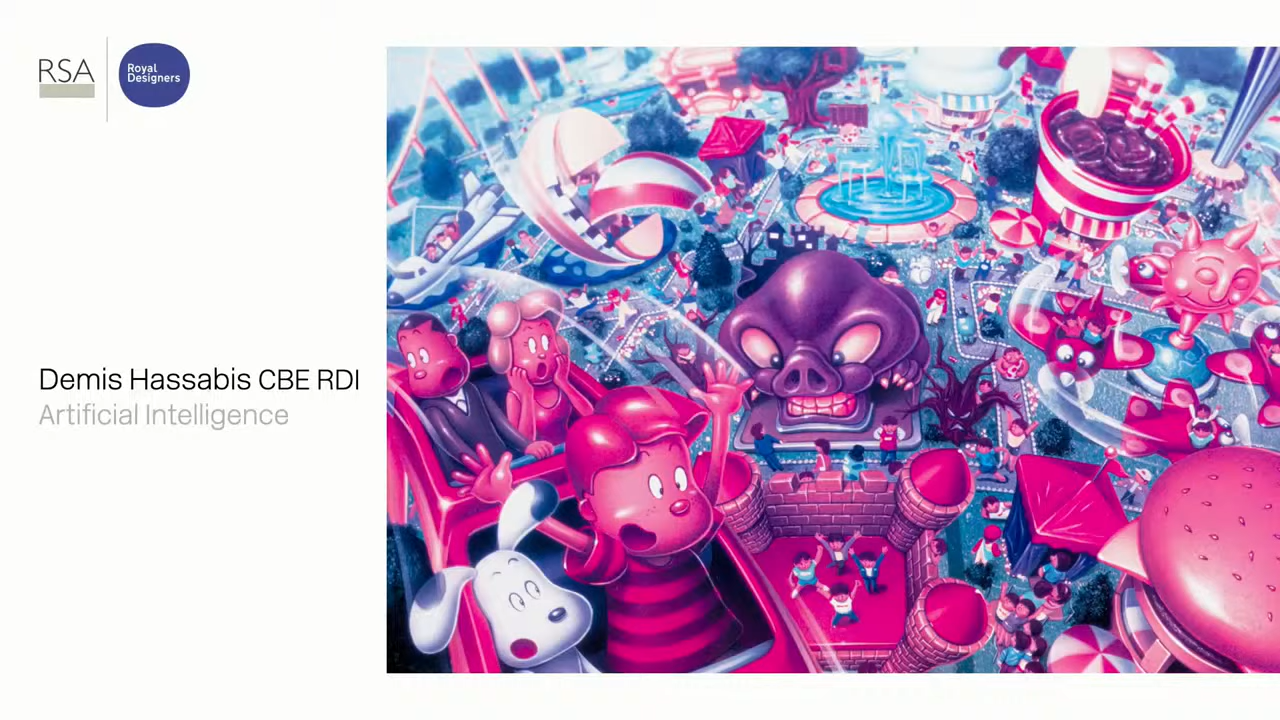 RSA
Royal
Designers
Demis Hassabis CBE RDI
Artificial Intelligence